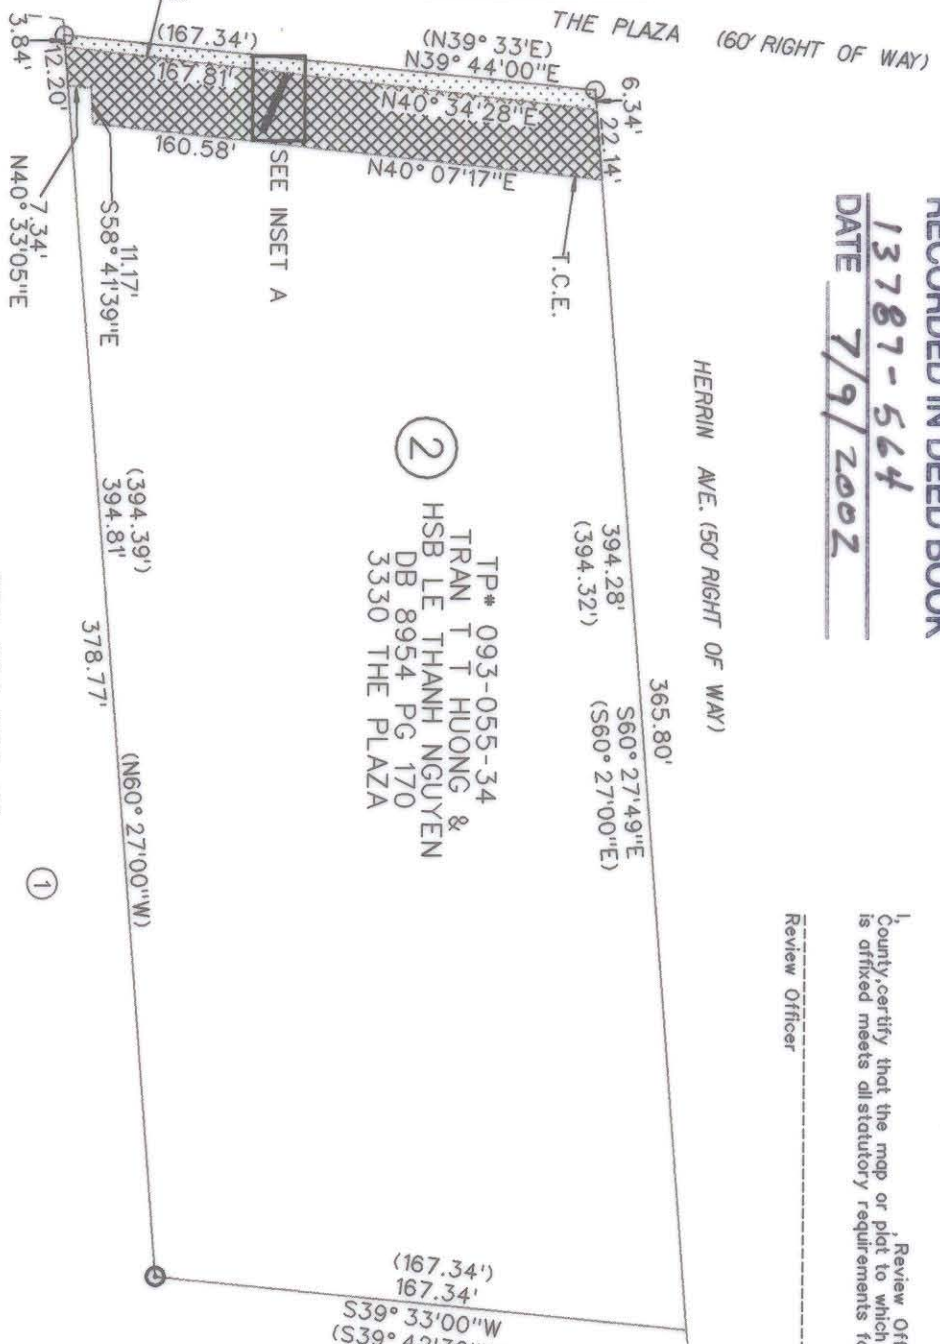 RECORDED IN DEED BOOK
13787-564
DATE 7/9/2002
I, , Review Off
County,certify that the map or plat to which
is affixed meets all statutory requirements fo
Review Officer
THE PLAZA (60' RIGHT OF WAY)
HERRIN AVE. (50' RIGHT OF WAY)
6.34'
22.14'
(N39° 33'E)
N39° 44'00"E
N40° 34'28"E
N40° 07'17"E
(167.34')
167.81'
160.58'
3.84'
12.20'
7.34'
N40° 33'05"E
11.17'
S58° 41'39"E
SEE INSET A
T.C.E.
365.80'
394.28'
(394.32')
S60° 27'49"E
(S60° 27'00"E)
2
TP# 093-055-34
TRAN T T HUONG &
HSB LE THANH NGUYEN
DB 8954 PG 170
3330 THE PLAZA
(394.39')
394.81'
378.77'
(N60° 27'00"W)
1
(167.34')
167.34'
S39° 33'00"W